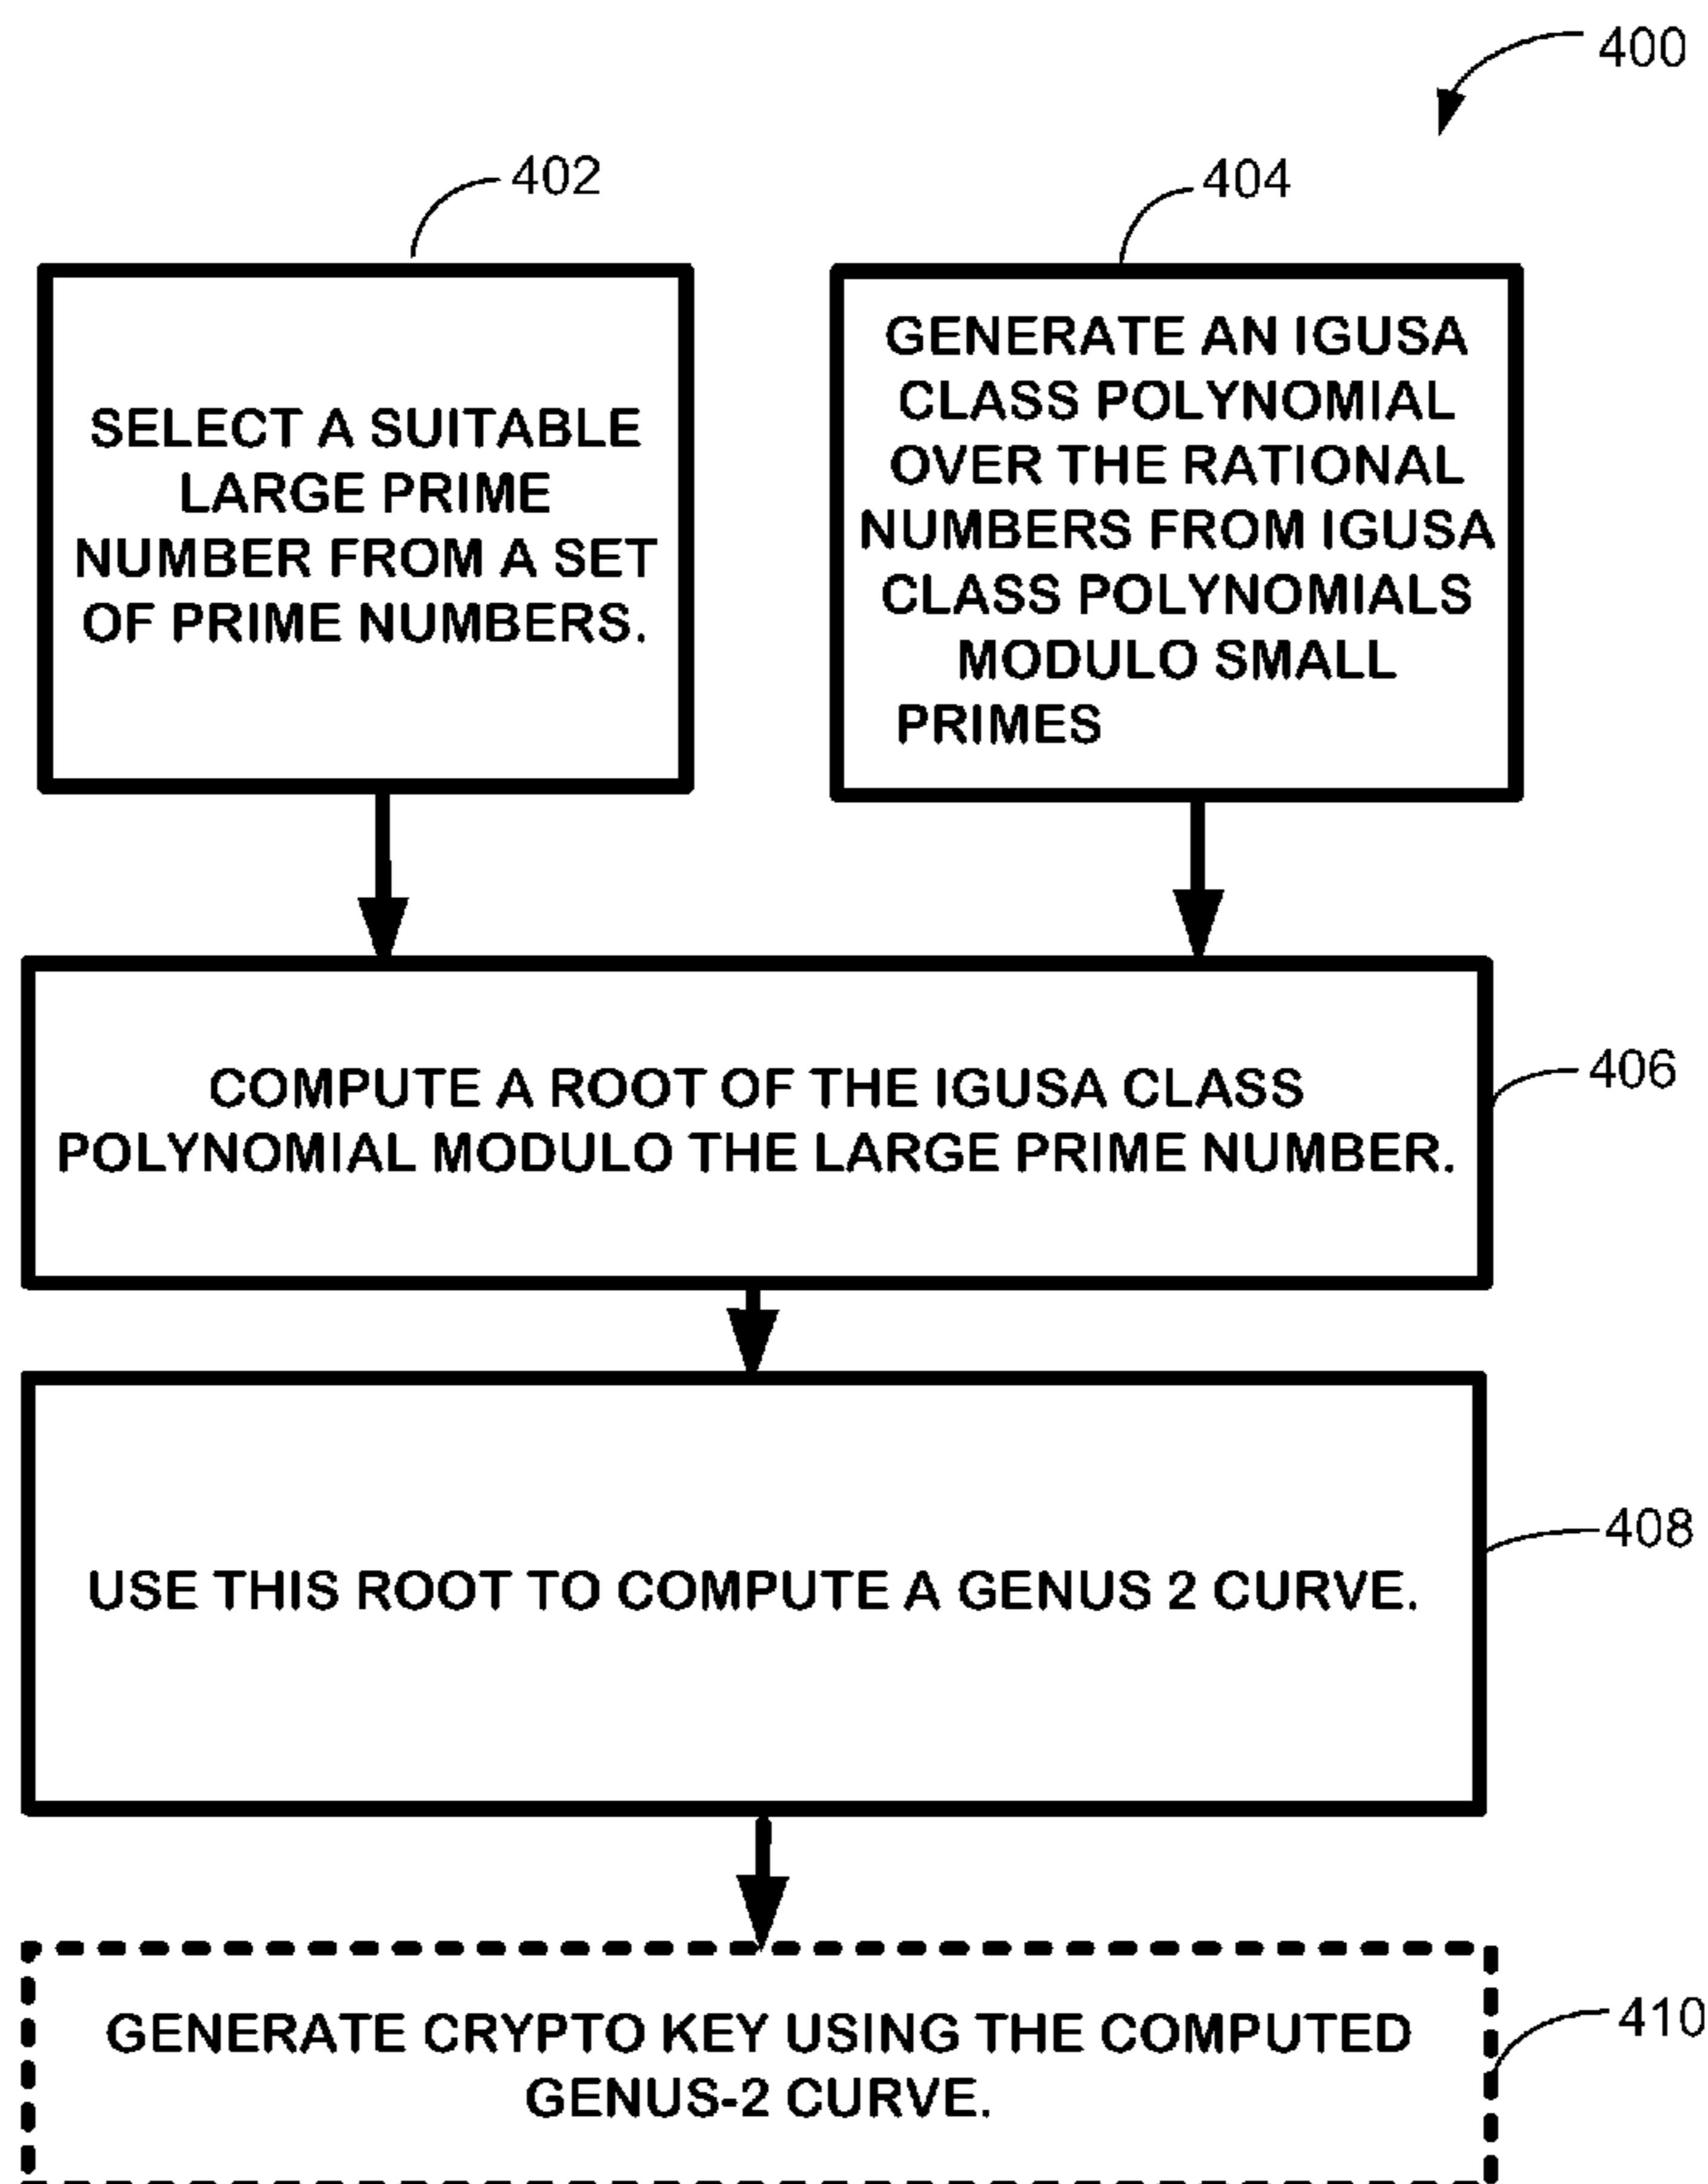 400
402
404
SELECT A SUITABLE
LARGE PRIME
NUMBER FROM A SET
OF PRIME NUMBERS.
GENERATE AN IGUSA
CLASS POLYNOMIAL
OVER THE RATIONAL
NUMBERS FROM IGUSA
CLASS POLYNOMIALS
MODULO SMALL
PRIMES
COMPUTE A ROOT OF THE IGUSA CLASS
POLYNOMIAL MODULO THE LARGE PRIME NUMBER.
406
USE THIS ROOT TO COMPUTE A GENUS 2 CURVE.
408
GENERATE CRYPTO KEY USING THE COMPUTED
GENUS-2 CURVE.
410